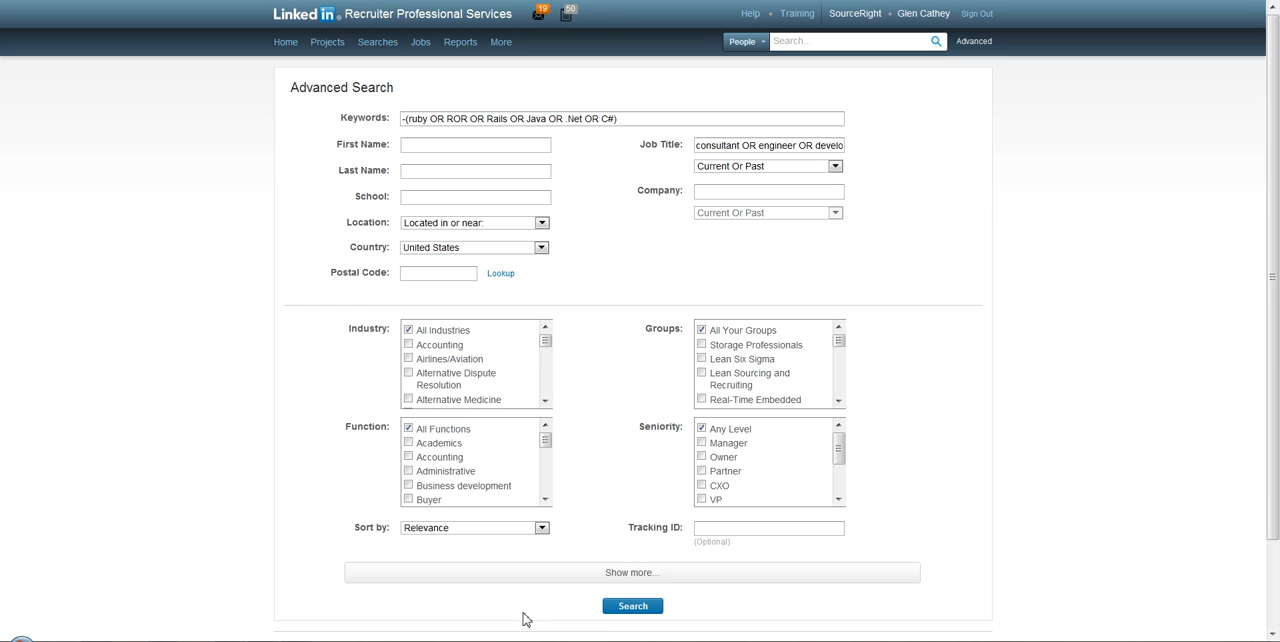 Linked in Recruiter Professional Services 19 50 Help Training SourceRight Glen Cathey Sign Out
Home Projects Searches Jobs Reports More People Search... Advanced
Advanced Search
Keywords: -(ruby OR ROR OR Rails OR Java OR .Net OR C#)
First Name: Job Title: consultant OR engineer OR develo
Last Name: Current Or Past
School: Company:
Location: Located in or near: Current Or Past
Country: United States
Postal Code: Lookup
Industry: All Industries Groups: All Your Groups
Accounting Storage Professionals
Airlines/Aviation Lean Six Sigma
Alternative Dispute Lean Sourcing and
Resolution Recruiting
Alternative Medicine Real-Time Embedded
Function: All Functions Seniority: Any Level
Academics Manager
Accounting Owner
Administrative Partner
Business development CXO
Buyer VP
Sort by: Relevance Tracking ID:
(Optional)
Show more...
Search